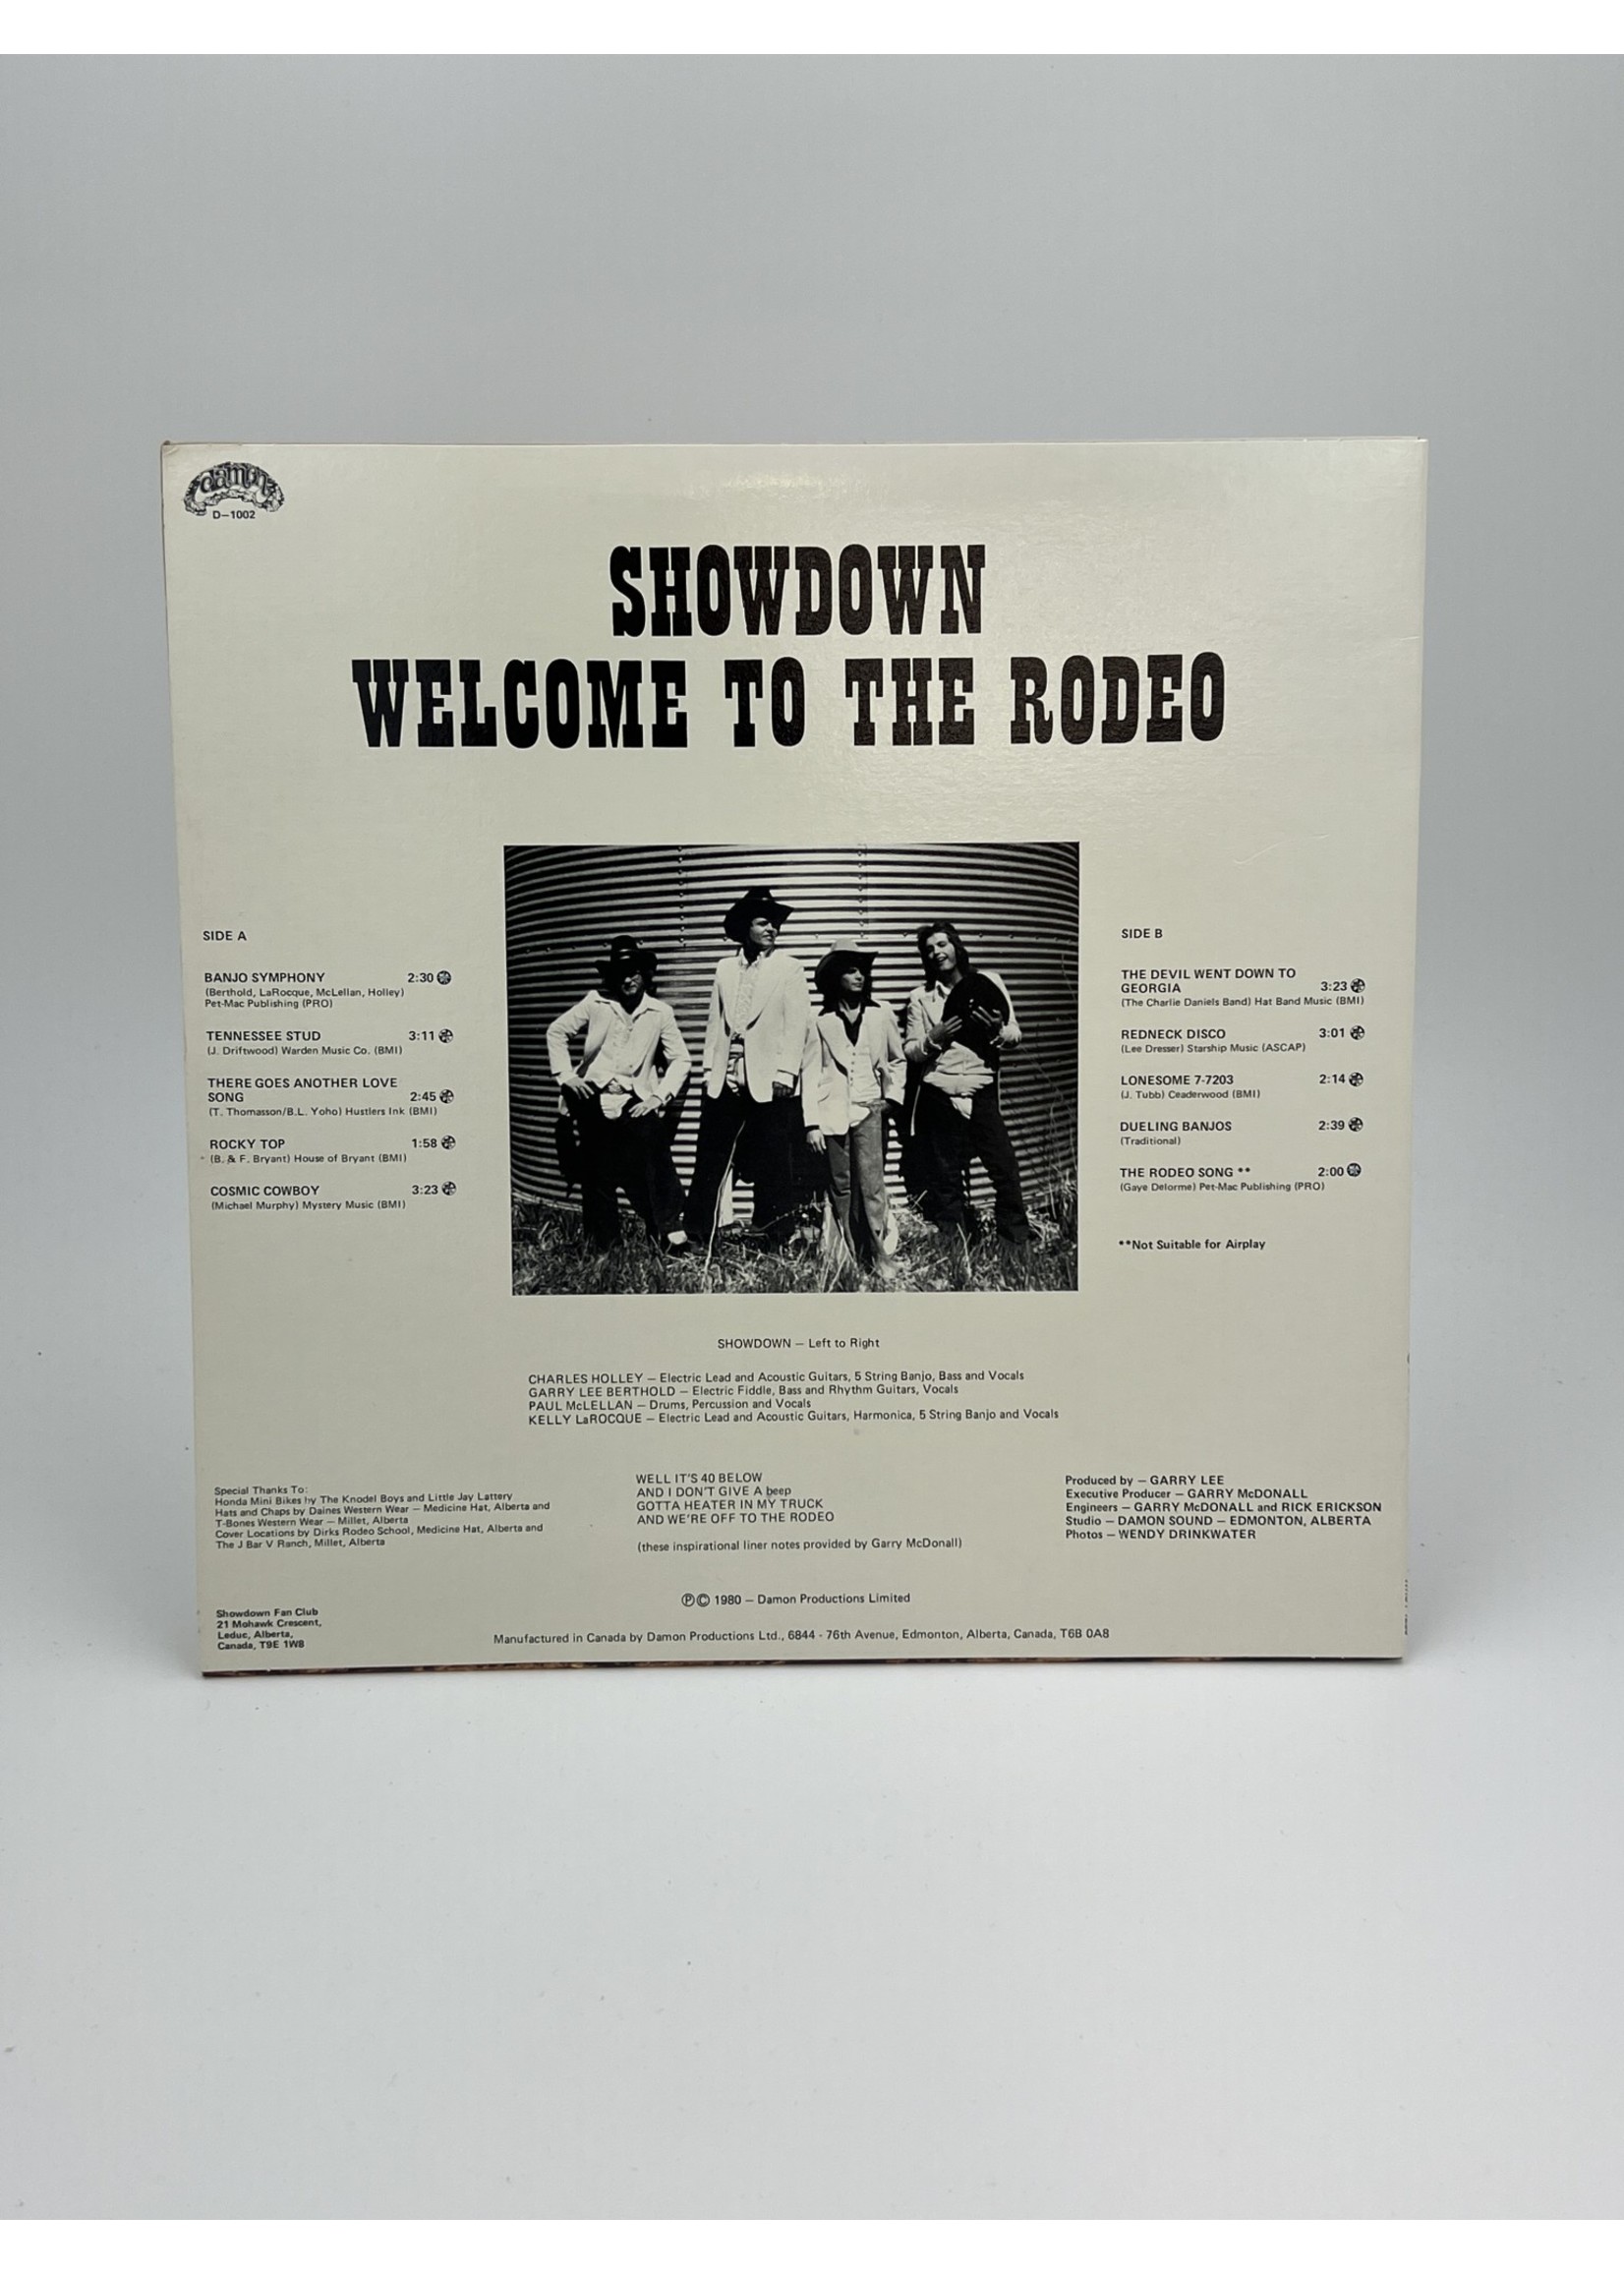 damon
D-1002
SHOWDOWN
WELCOME TO THE RODEO
SIDE A
BANJO SYMPHONY 2:30
(Berthold, LaRocque, McLellan, Holley)
Pet-Mac Publishing (PRO)
TENNESSEE STUD 3:11
(J. Driftwood) Warden Music Co. (BMI)
THERE GOES ANOTHER LOVE
SONG 2:45
(T. Thomasson/B.L. Yoho) Hustlers Ink (BMI)
ROCKY TOP 1:58
(B. & F. Bryant) House of Bryant (BMI)
COSMIC COWBOY 3:23
(Michael Murphy) Mystery Music (BMI)
SIDE B
THE DEVIL WENT DOWN TO
GEORGIA 3:23
(The Charlie Daniels Band) Hat Band Music (BMI)
REDNECK DISCO 3:01
(Lee Dresser) Starship Music (ASCAP)
LONESOME 7-7203 2:14
(J. Tubb) Ceaderwood (BMI)
DUELING BANJOS 2:39
(Traditional)
THE RODEO SONG ** 2:00
(Gaye Delorme) Pet-Mac Publishing (PRO)
**Not Suitable for Airplay
SHOWDOWN – Left to Right
CHARLES HOLLEY – Electric Lead and Acoustic Guitars, 5 String Banjo, Bass and Vocals
GARRY LEE BERTHOLD – Electric Fiddle, Bass and Rhythm Guitars, Vocals
PAUL McLELLAN – Drums, Percussion and Vocals
KELLY LaROCQUE – Electric Lead and Acoustic Guitars, Harmonica, 5 String Banjo and Vocals
Special Thanks To:
Honda Mini Bikes by The Knodel Boys and Little Jay Lattery
Hats and Chaps by Daines Western Wear – Medicine Hat, Alberta and
T-Bones Western Wear – Millet, Alberta
Cover Locations by Dirks Rodeo School, Medicine Hat, Alberta and
The J Bar V Ranch, Millet, Alberta
WELL IT'S 40 BELOW
AND I DON'T GIVE A beep
GOTTA HEATER IN MY TRUCK
AND WE'RE OFF TO THE RODEO
(these inspirational liner notes provided by Garry McDonall)
Produced by – GARRY LEE
Executive Producer – GARRY McDONALL
Engineers – GARRY McDONALL and RICK ERICKSON
Studio – DAMON SOUND – EDMONTON, ALBERTA
Photos – WENDY DRINKWATER
Showdown Fan Club
21 Mohawk Crescent,
Leduc, Alberta,
Canada, T9E 1W8
℗© 1980 – Damon Productions Limited
Manufactured in Canada by Damon Productions Ltd., 6844 - 76th Avenue, Edmonton, Alberta, Canada, T6B 0A8